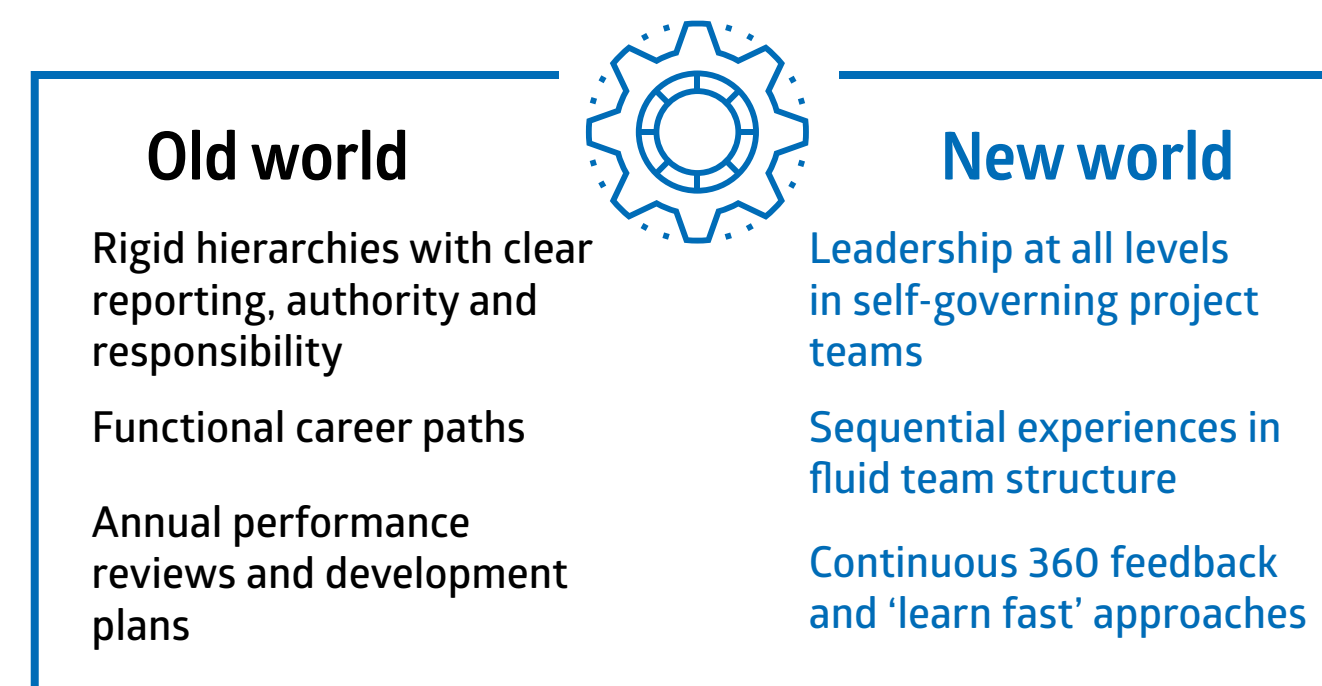 Old world
Rigid hierarchies with clear
reporting, authority and
responsibility
Functional career paths
Annual performance
reviews and development
plans
New world
Leadership at all levels
in self-governing project
teams
Sequential experiences in
fluid team structure
Continuous 360 feedback
and ‘learn fast’ approaches